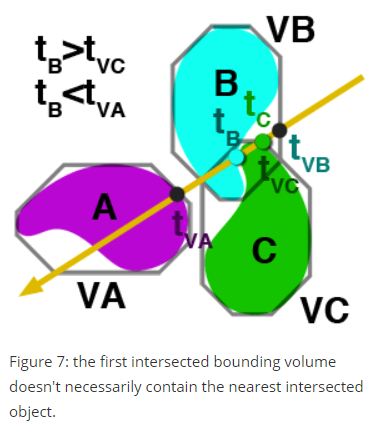 VB
tB>tVC
tB<tVA
B
tC
tB
tVB
tVC
A
tVA
C
VA
VC
Figure 7: the first intersected bounding volume
doesn't necessarily contain the nearest intersected
object.